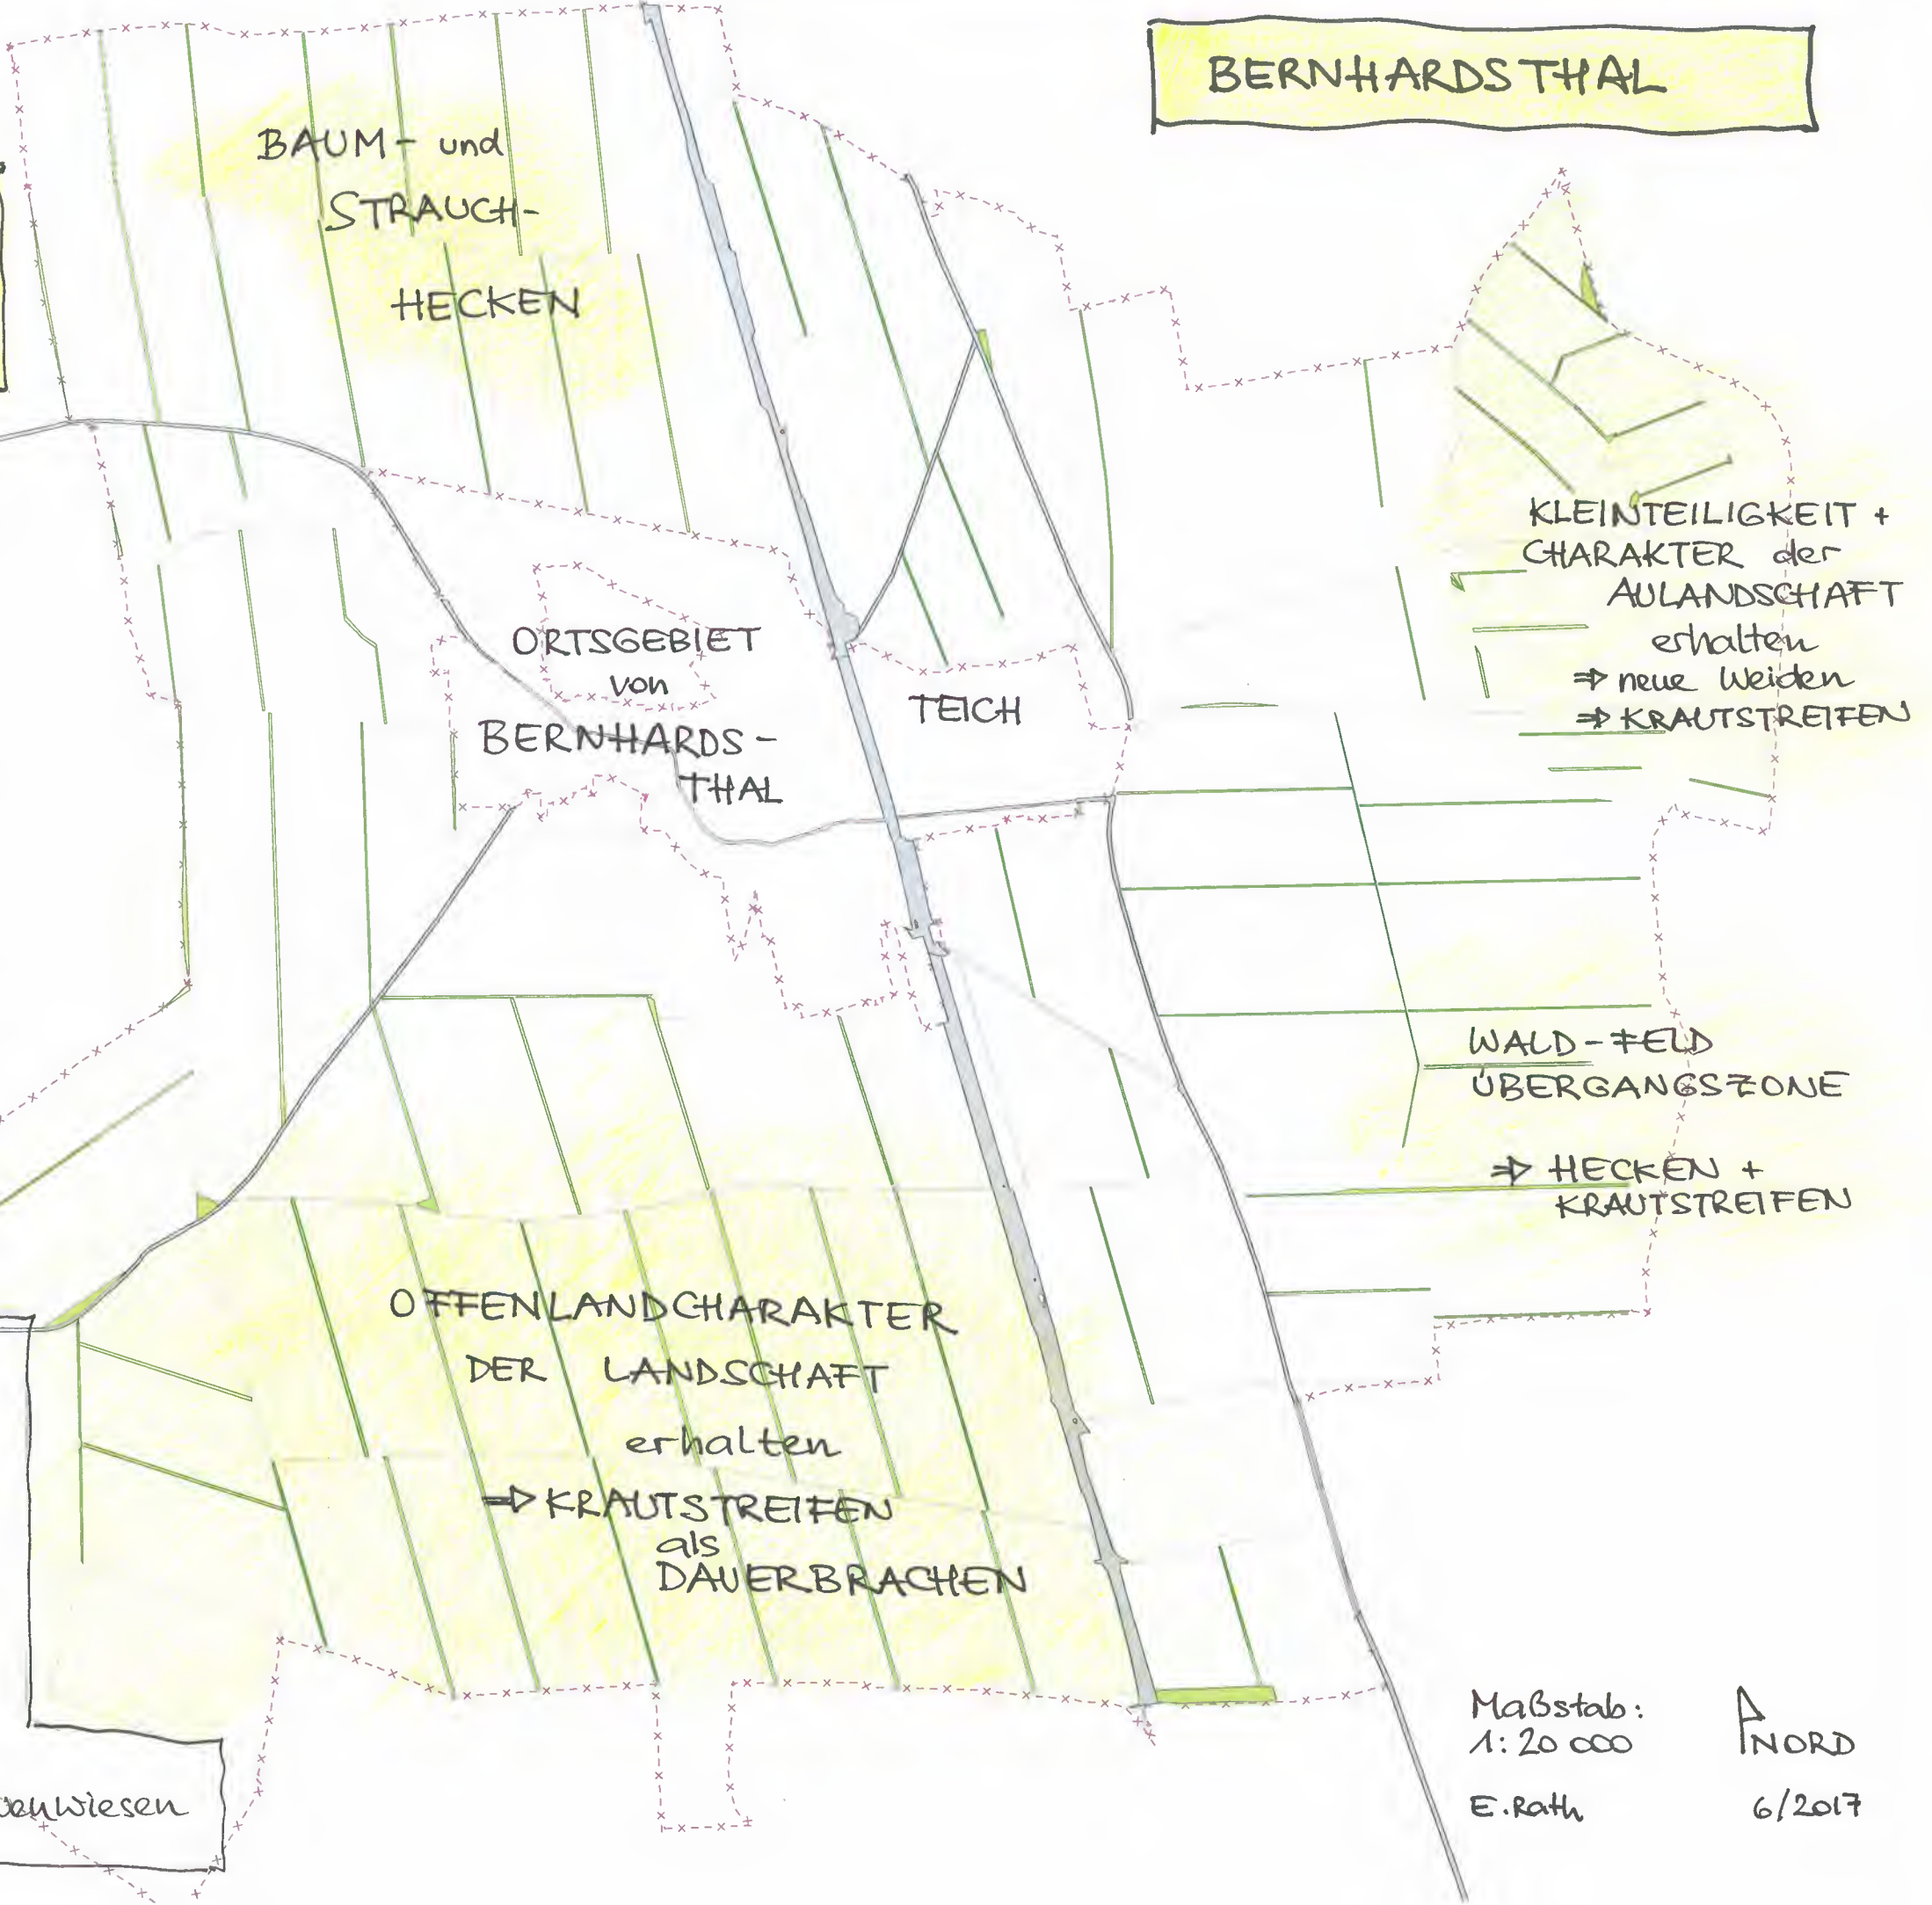 BERNHARDSTHAL
BAUM- und
STRAUCH-
HECKEN
KLEINTEILIGKEIT +
CHARAKTER der
AULANDSCHAFT
erhalten
⇒ neue Weiden
⇒ KRAUTSTREIFEN
ORTSGEBIET
von
BERNHARDS-
THAL
TEICH
WALD-FELD
ÜBERGANGSZONE
⇒ HECKEN +
KRAUTSTREIFEN
OFFENLANDCHARAKTER
DER LANDSCHAFT
erhalten
⇒ KRAUTSTREIFEN
als
DAUERBRACHEN
Maßstab:
1:20 000
NORD
E. Rath
6/2017